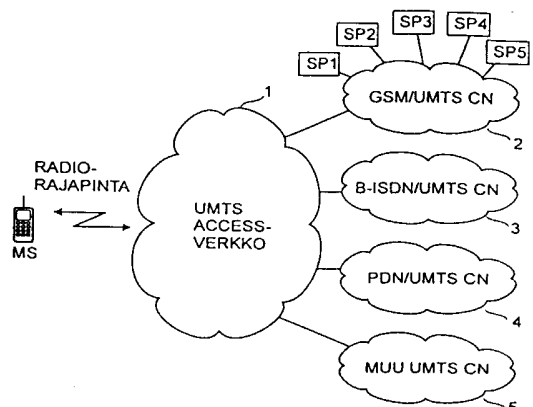 SP1
SP2
SP3
SP4
SP5
1
GSM/UMTS CN
2
RADIO-
RAJAPINTA
MS
UMTS
ACCESS-
VERKKO
B-ISDN/UMTS CN
3
PDN/UMTS CN
4
MUU UMTS CN
5